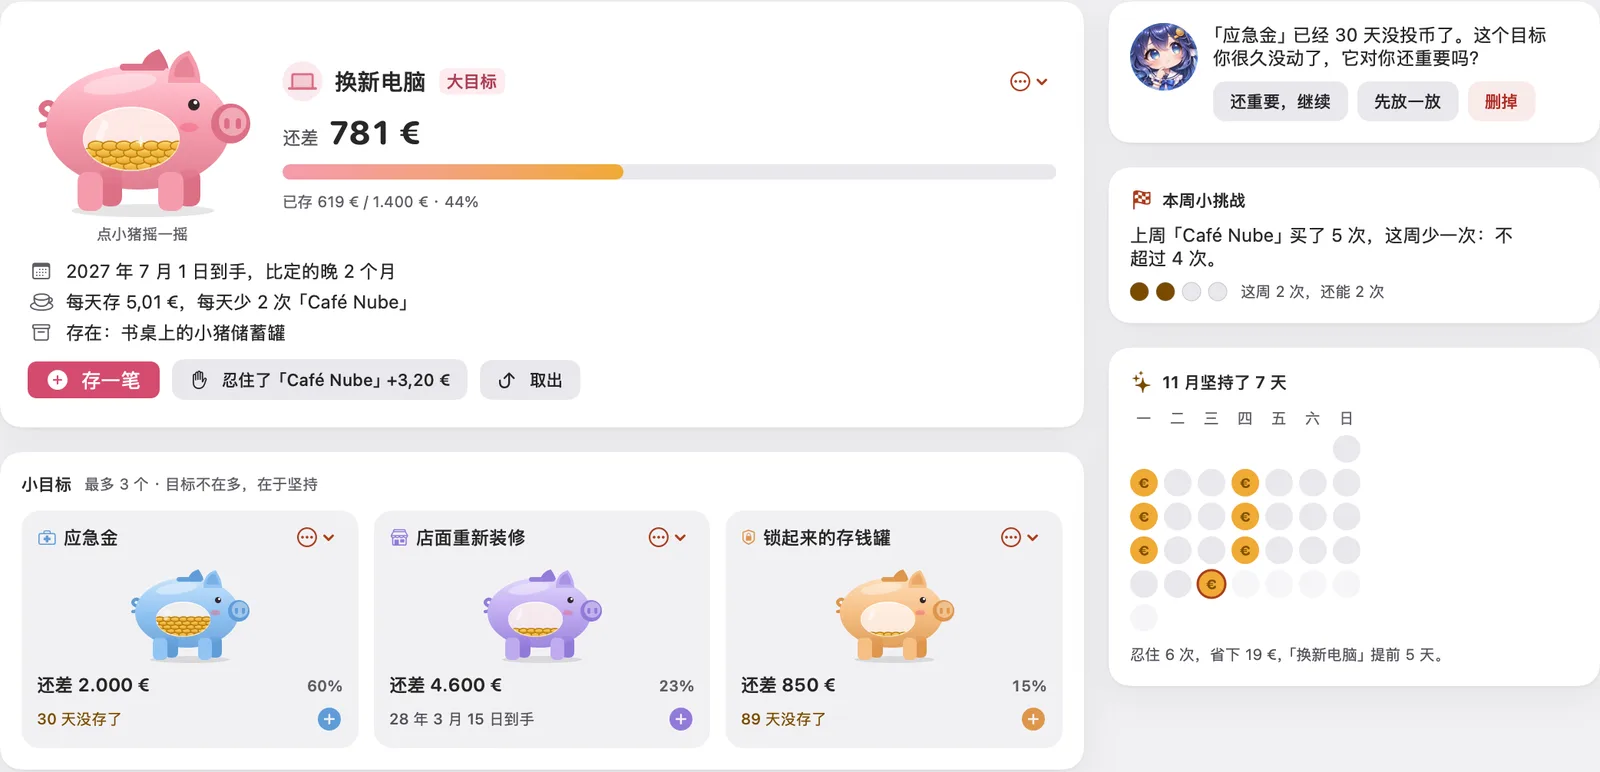 换新电脑 大目标
还差 781 €
已存 619 € / 1.400 € · 44%
点小猪摇一摇
2027 年 7 月 1 日到手，比定的晚 2 个月
每天存 5,01 €，每天少 2 次「Café Nube」
存在：书桌上的小猪储蓄罐
存一笔 忍住了「Café Nube」+3,20 € 取出
小目标 最多 3 个 · 目标不在多，在于坚持
应急金
还差 2.000 € 60%
30 天没存了
店面重新装修
还差 4.600 € 23%
28 年 3 月 15 日到手
锁起来的存钱罐
还差 850 € 15%
89 天没存了
「应急金」已经 30 天没投币了。这个目标
你很久没动了，它对你还重要吗?
还重要，继续 先放一放 删掉
本周小挑战
上周「Café Nube」买了 5 次，这周少一次：不
超过 4 次。
这周 2 次，还能 2 次
11 月坚持了 7 天
一 二 三 四 五 六 日
€ €
€ €
€ €
€
忍住 6 次，省下 19 €，「换新电脑」提前 5 天。